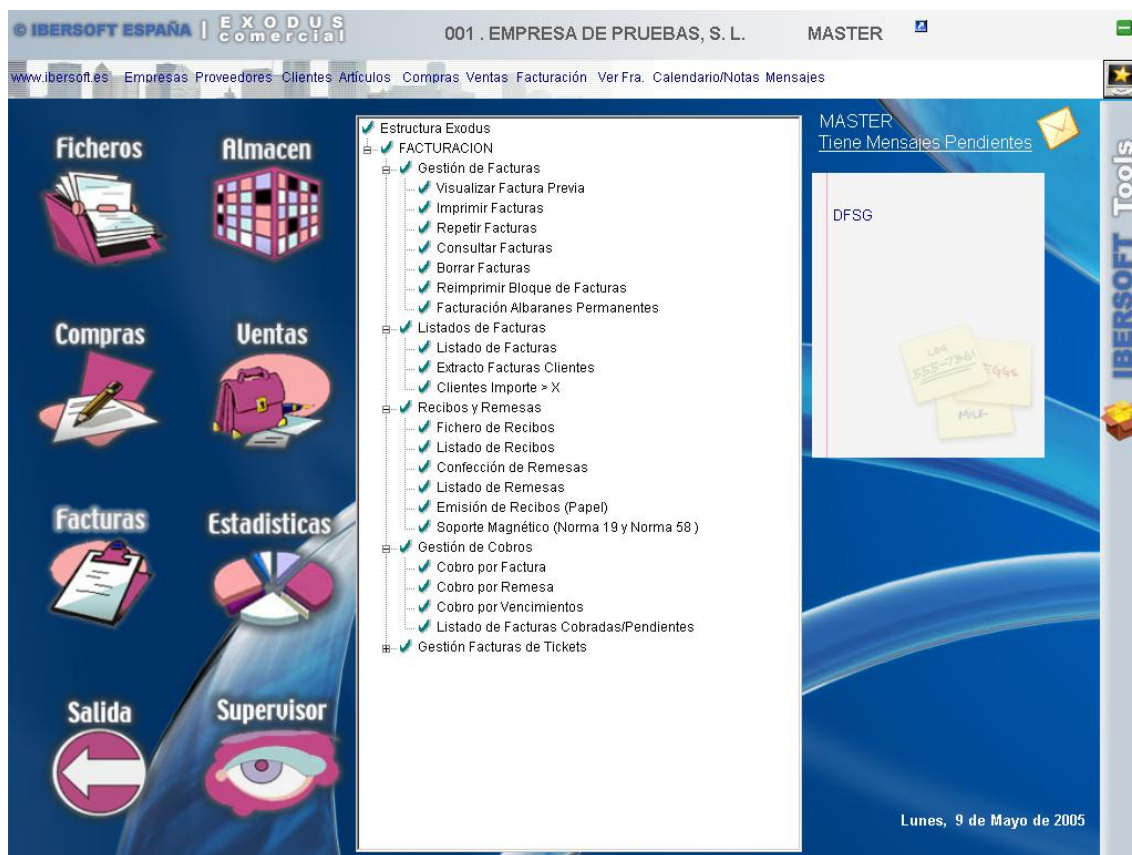 © IBERSOFT ESPAÑA | EXODUS comercial
001 . EMPRESA DE PRUEBAS, S. L. MASTER
www.ibersoft.es Empresas Proveedores Clientes Artículos Compras Ventas Facturación Ver Fra. Calendario/Notas Mensajes
Ficheros Almacen
Compras Ventas
Facturas Estadisticas
Salida Supervisor
Estructura Exodus
FACTURACION
Gestión de Facturas
Visualizar Factura Previa
Imprimir Facturas
Repetir Facturas
Consultar Facturas
Borrar Facturas
Reimprimir Bloque de Facturas
Facturación Albaranes Permanentes
Listados de Facturas
Listado de Facturas
Extracto Facturas Clientes
Clientes Importe > X
Recibos y Remesas
Fichero de Recibos
Listado de Recibos
Confección de Remesas
Listado de Remesas
Emisión de Recibos (Papel)
Soporte Magnético (Norma 19 y Norma 58 )
Gestión de Cobros
Cobro por Factura
Cobro por Remesa
Cobro por Vencimientos
Listado de Facturas Cobradas/Pendientes
Gestión Facturas de Tickets
MASTER
Tiene Mensajes Pendientes
DFSG
555-7361
EGGS
MILK
Lunes, 9 de Mayo de 2005
IBERSOFT Tools